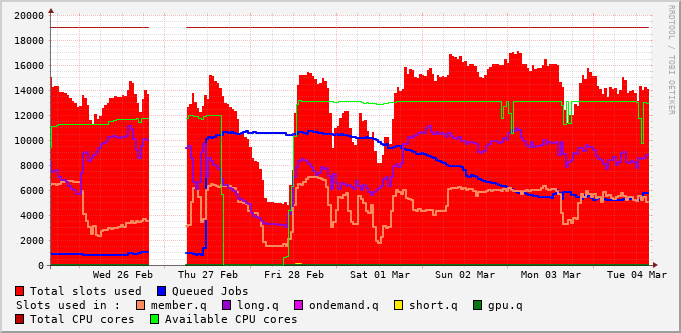 20000
18000
16000
14000
12000
10000
8000
6000
4000
2000
0
Wed 26 Feb Thu 27 Feb Fri 28 Feb Sat 01 Mar Sun 02 Mar Mon 03 Mar Tue 04 Mar
Total slots used Queued Jobs
Slots used in : member.q long.q ondemand.q short.q gpu.q
Total CPU cores Available CPU cores
RRDTOOL / TOBI OETIKER